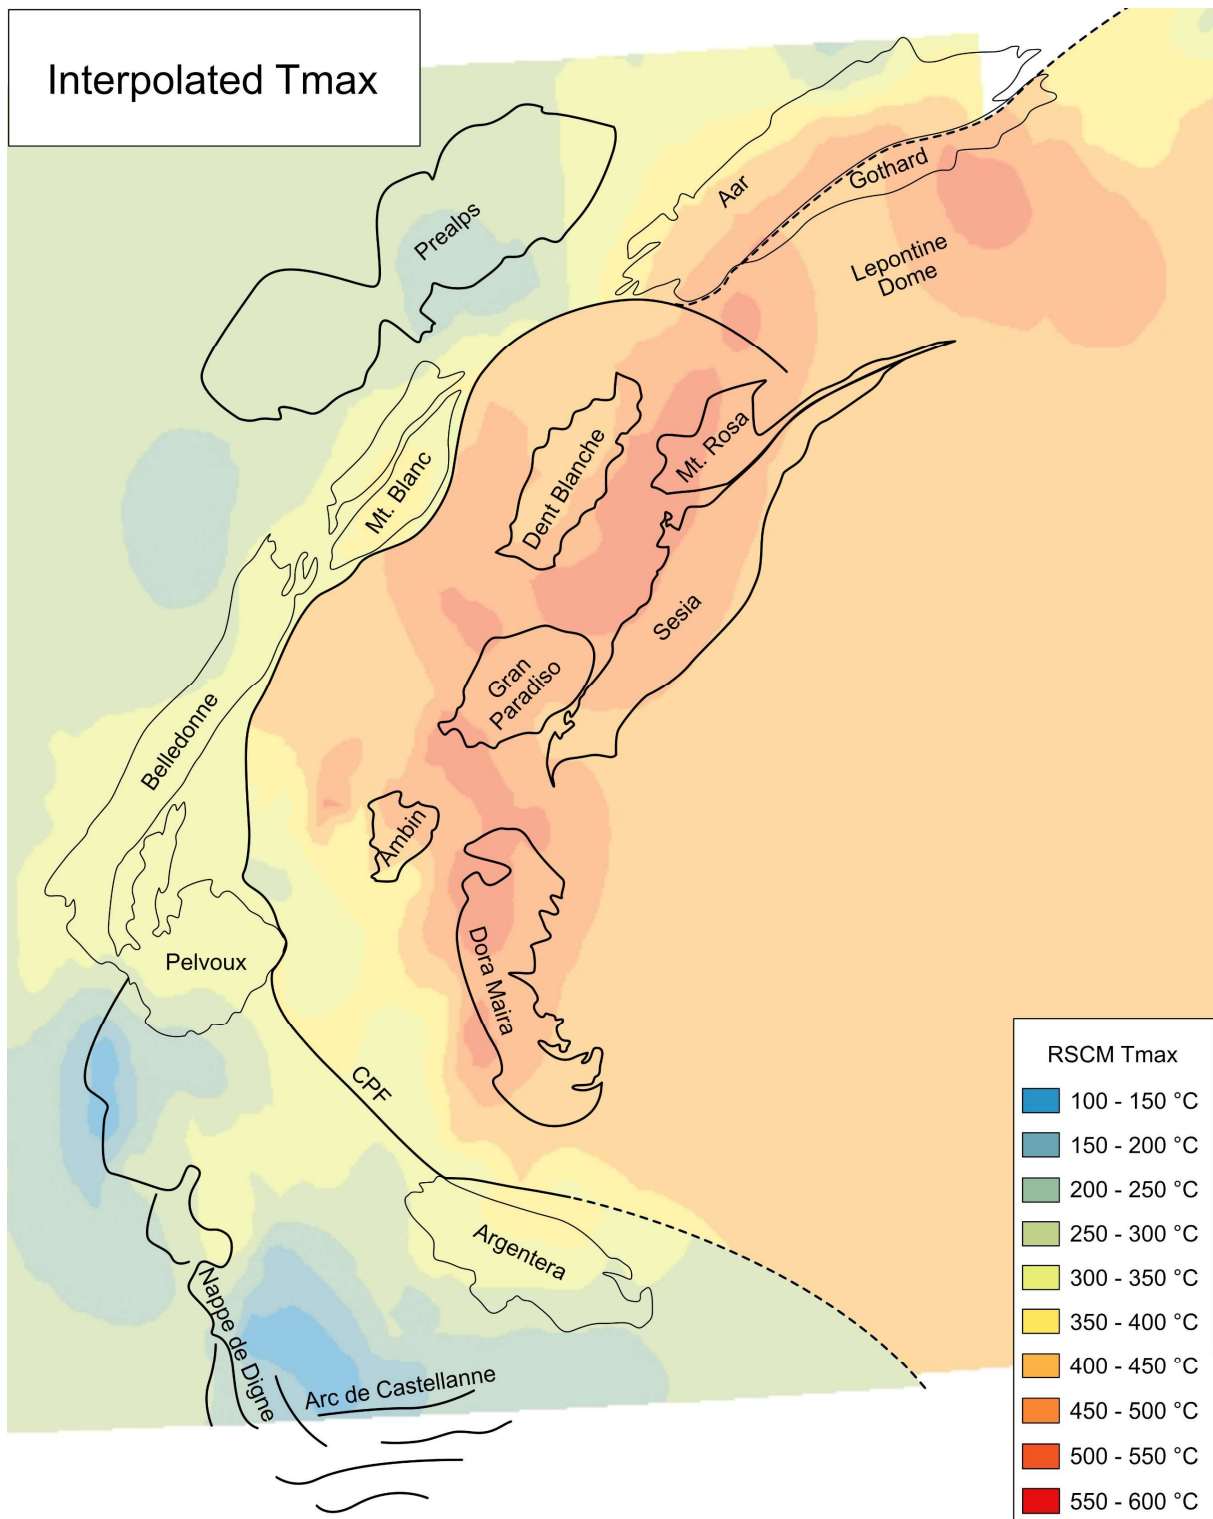 Interpolated Tmax
Prealps
Aar
Gothard
Lepontine
Dome
Mt. Blanc
Dent Blanche
Mt. Rosa
Sesia
Gran
Paradiso
Belledonne
Ambin
Pelvoux
Dora Maira
CPF
Argentera
Nappe de Digne
Arc de Castellanne
RSCM Tmax
100 - 150 °C
150 - 200 °C
200 - 250 °C
250 - 300 °C
300 - 350 °C
350 - 400 °C
400 - 450 °C
450 - 500 °C
500 - 550 °C
550 - 600 °C